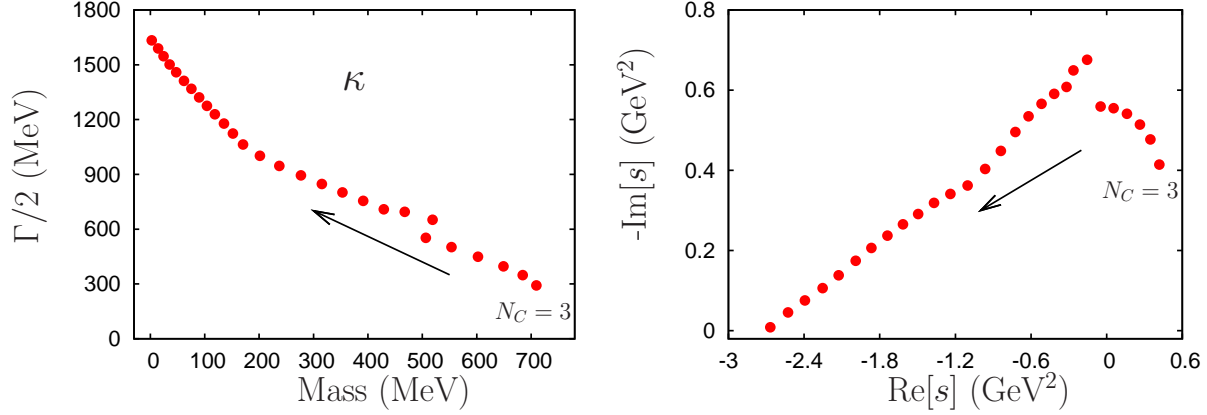 1800
1500
1200
900
600
300
0
Γ/2 (MeV)
κ
N_C = 3
0 100 200 300 400 500 600 700
Mass (MeV)
0.8
0.6
0.4
0.2
0
-Im[s] (GeV²)
N_C = 3
-3 -2.4 -1.8 -1.2 -0.6 0 0.6
Re[s] (GeV²)